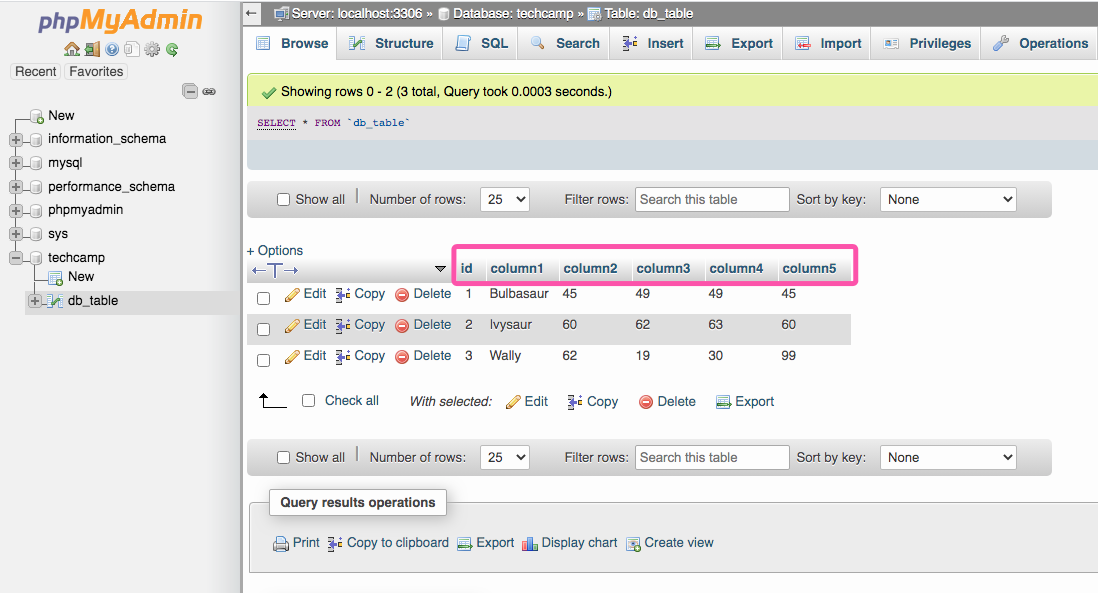 phpMyAdmin
Recent Favorites
New
information_schema
mysql
performance_schema
phpmyadmin
sys
techcamp
New
db_table
Server: localhost:3306 » Database: techcamp » Table: db_table
Browse Structure SQL Search Insert Export Import Privileges Operations
Showing rows 0 - 2 (3 total, Query took 0.0003 seconds.)
SELECT * FROM `db_table`
Show all Number of rows: 25 Filter rows: Search this table Sort by key: None
+ Options
id column1 column2 column3 column4 column5
Edit Copy Delete 1 Bulbasaur 45 49 49 45
Edit Copy Delete 2 Ivysaur 60 62 63 60
Edit Copy Delete 3 Wally 62 19 30 99
Check all With selected: Edit Copy Delete Export
Show all Number of rows: 25 Filter rows: Search this table Sort by key: None
Query results operations
Print Copy to clipboard Export Display chart Create view